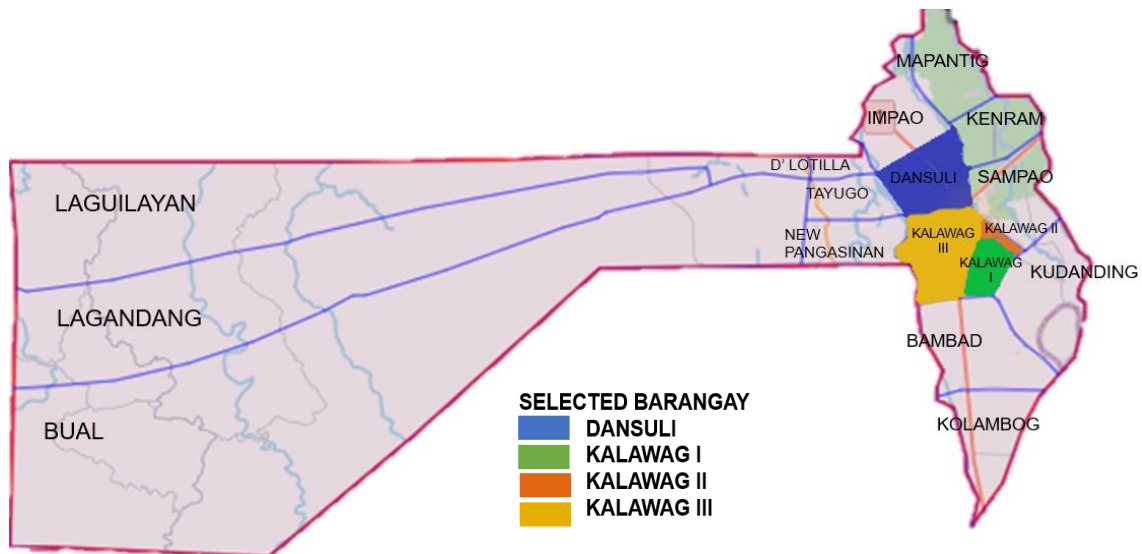 MAPANTIG
IMPAO
KENRAM
D' LOTILLA
DANSULI
SAMPAO
LAGUILAYAN
TAYUGO
NEW
PANGASINAN
KALAWAG
III
KALAWAG II
KALAWAG
I
KUDANDING
LAGANDANG
BAMBAD
BUAL
KOLAMBOG
SELECTED BARANGAY
DANSULI
KALAWAG I
KALAWAG II
KALAWAG III